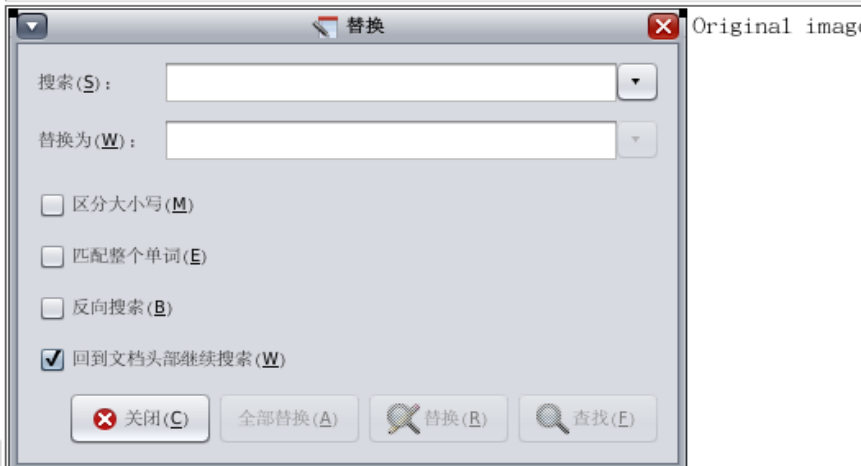 替换
Original image
搜索(S)：
替换为(W)：
区分大小写(M)
匹配整个单词(E)
反向搜索(B)
回到文档头部继续搜索(W)
关闭(C) 全部替换(A) 替换(R) 查找(F)